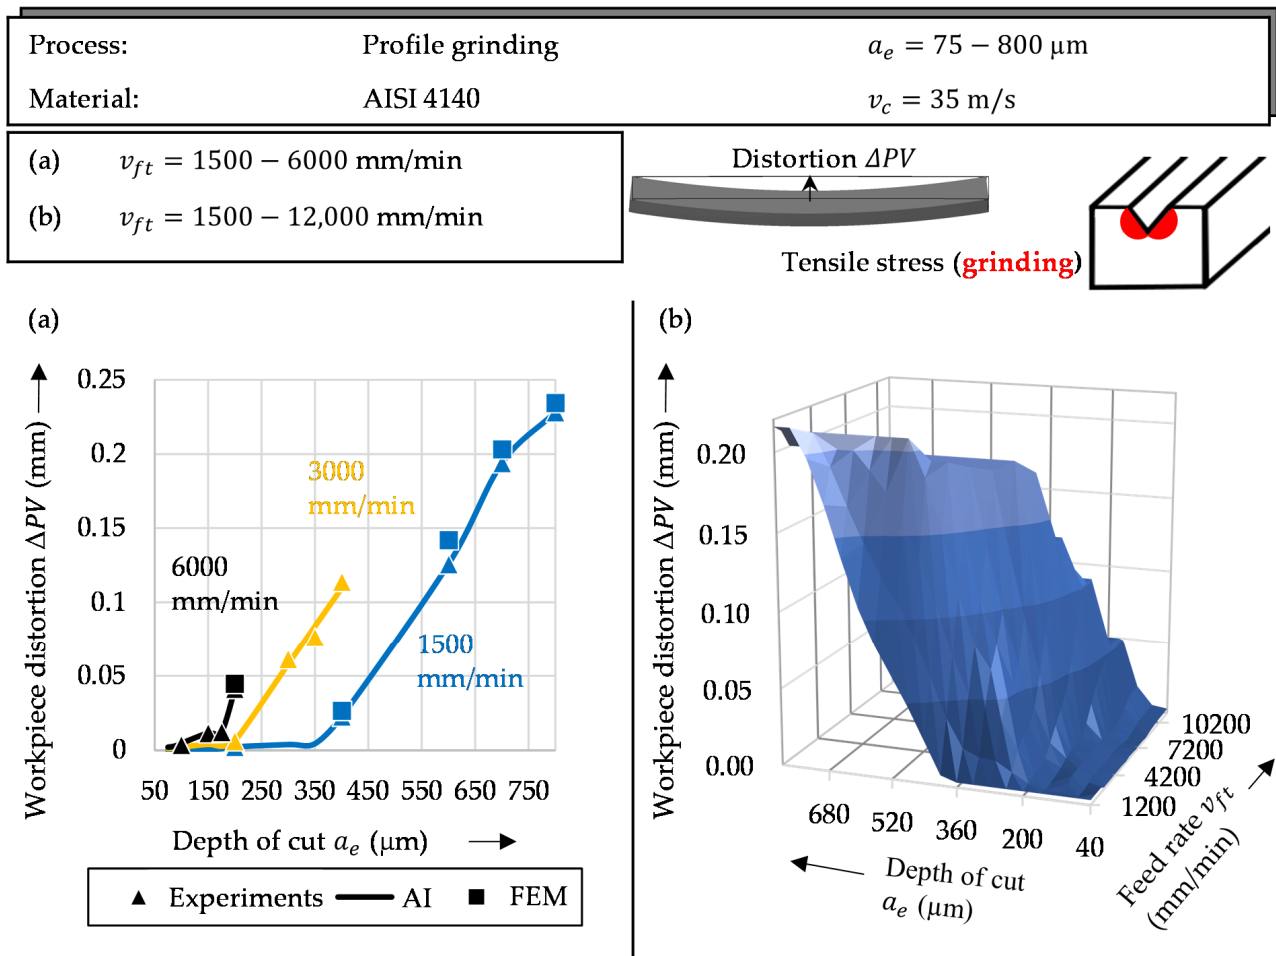 Process: Profile grinding a_e = 75 − 800 μm
Material: AISI 4140 v_c = 35 m/s
(a) v_ft = 1500 − 6000 mm/min
(b) v_ft = 1500 − 12,000 mm/min
Distortion ΔPV
Tensile stress (grinding)
(a)
Workpiece distortion ΔPV (mm)
0.25
0.2
0.15
0.1
0.05
0
3000
mm/min
6000
mm/min
1500
mm/min
50 150 250 350 450 550 650 750
Depth of cut a_e (μm)
Experiments AI FEM
(b)
Workpiece distortion ΔPV (mm)
0.20
0.15
0.10
0.05
0.00
680 520 360 200 40
Depth of cut
a_e (μm)
10200
7200
4200
1200
Feed rate v_ft
(mm/min)